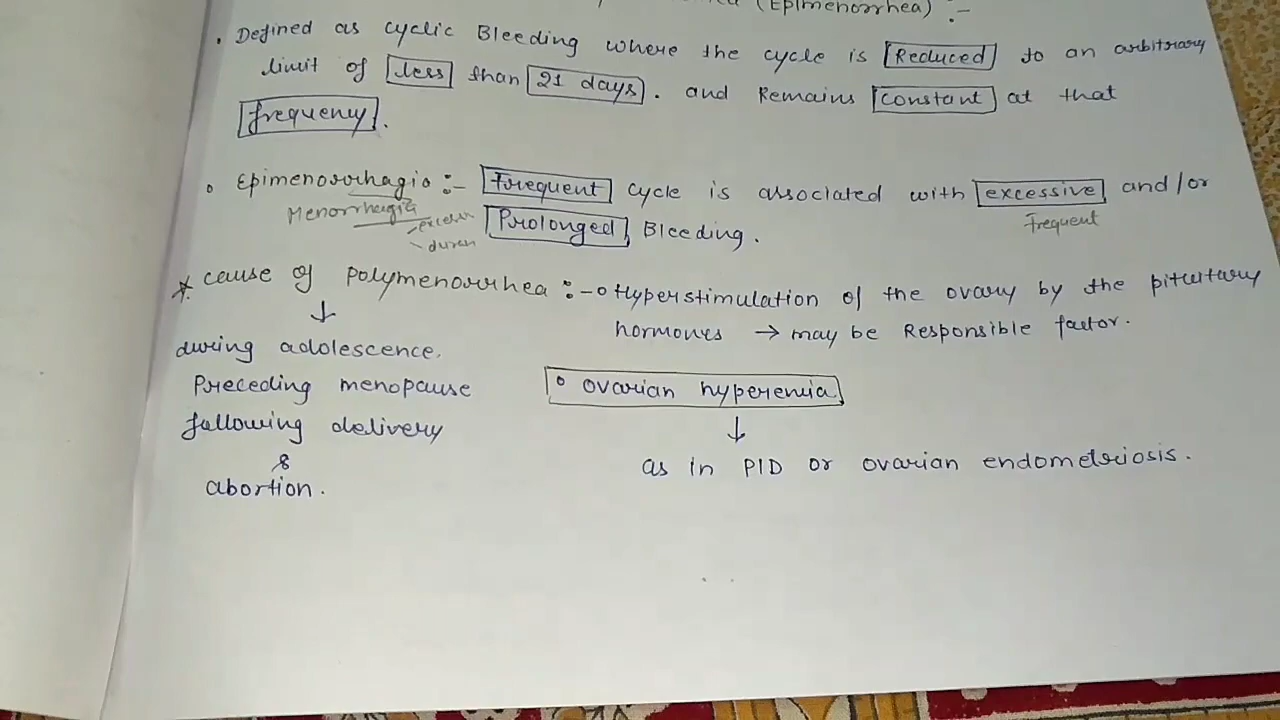 (Epimenorrhea) :-
. Defined as cyclic Bleeding where the cycle is Reduced to an arbitrary
limit of less than 21 days. and Remains constant at that
frequency.
o Epimenorrhagia :- Frequent cycle is associated with excessive and/or
Menorrhagia
Frequent
Prolonged Bleeding.
* cause of polymenorrhea :- o Hyperstimulation of the ovary by the pituitary
hormones → may be Responsible factor.
↓
during adolescence.
Preceding menopause
following delivery
&
abortion.
o ovarian hyperemia
↓
as in PID or ovarian endometriosis.